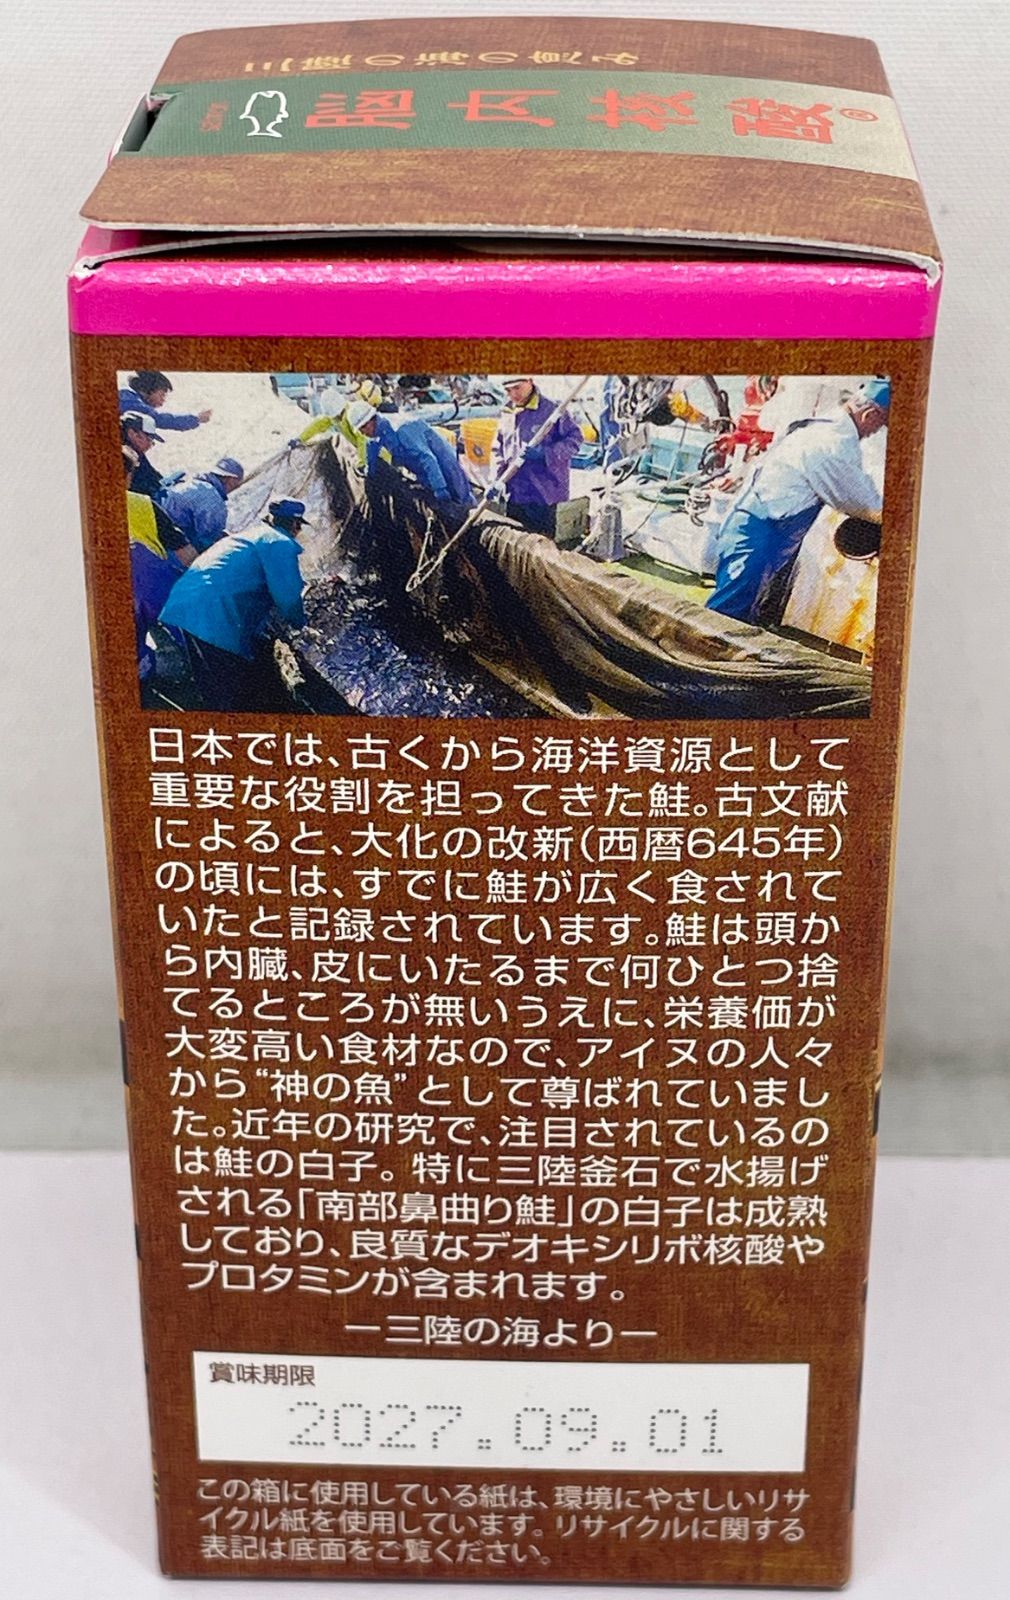 三陸の海の恵み
脳内核酸®
日本では、古くから海洋資源として
重要な役割を担ってきた鮭。古文献
によると、大化の改新(西暦645年)
の頃には、すでに鮭が広く食されて
いたと記録されています。鮭は頭か
ら内臓、皮にいたるまで何ひとつ捨
てるところが無いうえに、栄養価が
大変高い食材なので、アイヌの人々
から“神の魚”として尊ばれていまし
た。近年の研究で、注目されているの
は鮭の白子。特に三陸釜石で水揚げ
される「南部鼻曲り鮭」の白子は成熟
しており、良質なデオキシリボ核酸や
プロタミンが含まれます。
ー三陸の海よりー
賞味期限
2027.09.01
この箱に使用している紙は、環境にやさしいリサ
イクル紙を使用しています。リサイクルに関する
表記は底面をご覧ください。